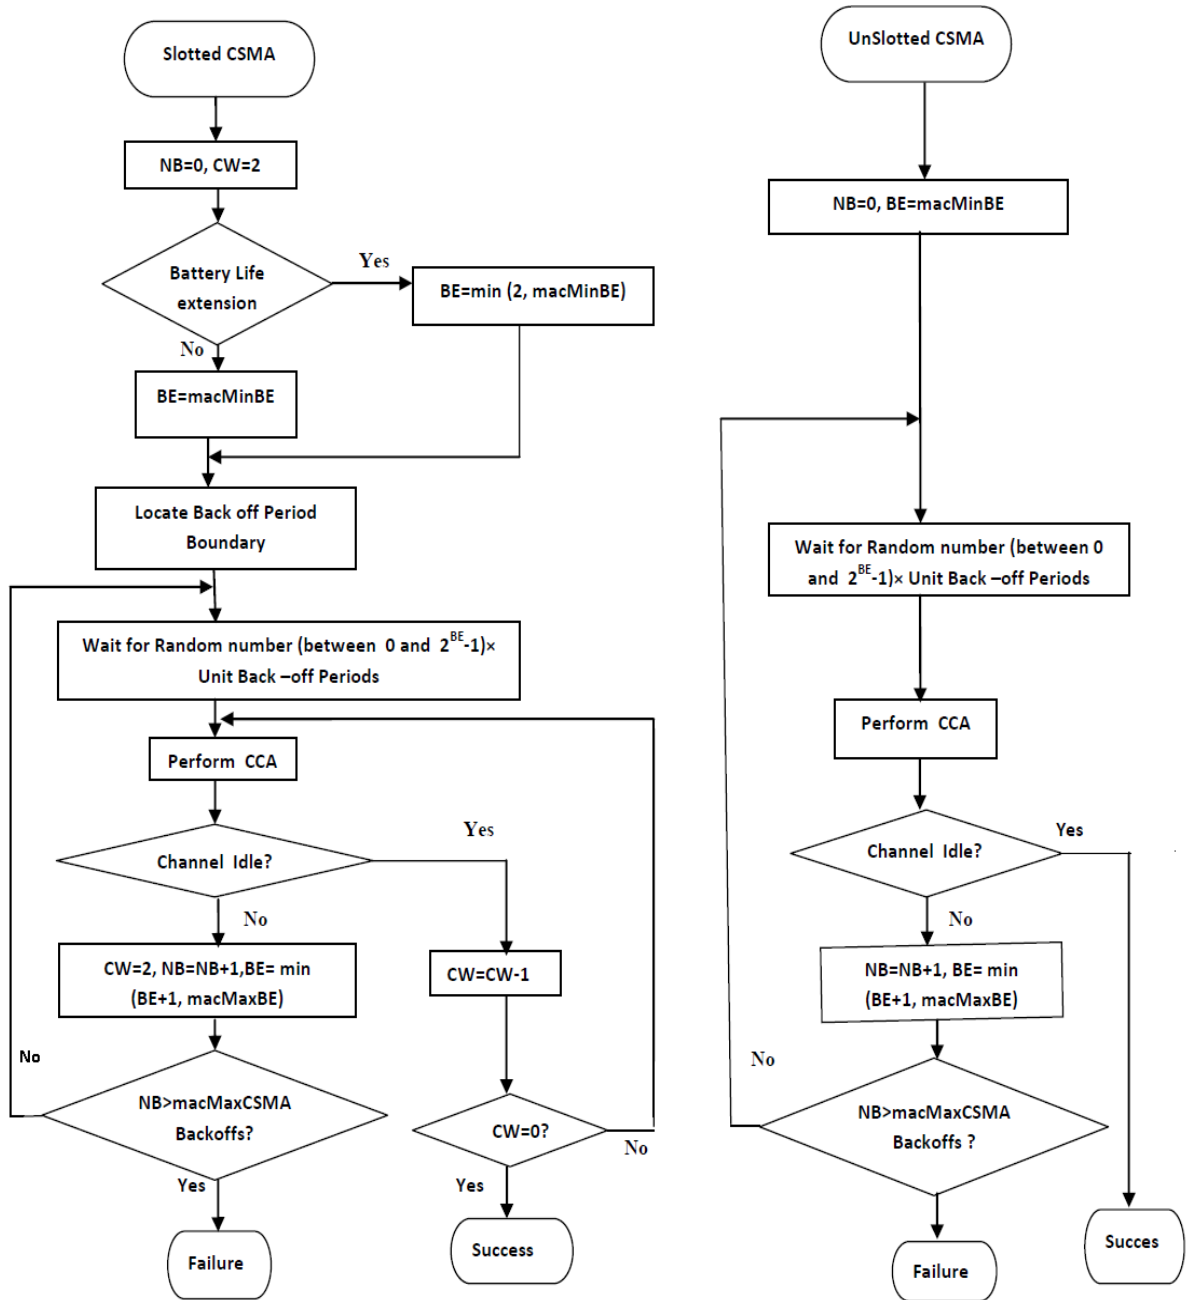 Slotted CSMA
NB=0, CW=2
Battery Life
extension
Yes
BE=min (2, macMinBE)
No
BE=macMinBE
Locate Back off Period
Boundary
Wait for Random number (between 0 and 2^BE-1)×
Unit Back –off Periods
Perform CCA
Channel Idle?
Yes
No
CW=2, NB=NB+1,BE= min
(BE+1, macMaxBE)
CW=CW-1
No
NB>macMaxCSMA
Backoffs?
CW=0?
No
Yes
Yes
Failure
Success
UnSlotted CSMA
NB=0, BE=macMinBE
Wait for Random number (between 0
and 2^BE-1)× Unit Back –off Periods
Perform CCA
Channel Idle?
Yes
No
NB=NB+1, BE= min
(BE+1, macMaxBE)
No
NB>macMaxCSMA
Backoffs ?
Failure
Succes